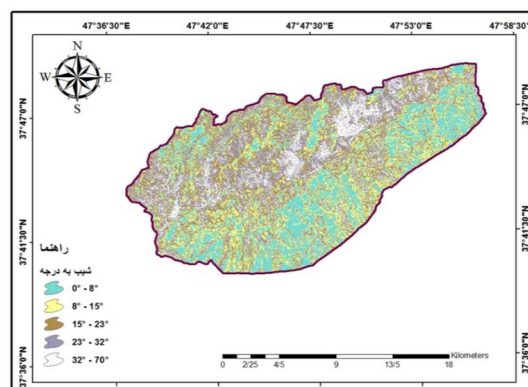 47°36'30"E 47°42'0"E 47°47'30"E 47°53'0"E 47°58'30"E
N
W E
S
37°47'0"N 37°47'0"N
37°41'30"N 37°41'30"N
37°36'0"N 37°36'0"N
راهنما
شیب به درجه
0° - 8°
8° - 15°
15° - 23°
23° - 32°
32° - 70°
Kilometers
0 2/25 4/5 9 13/5 18